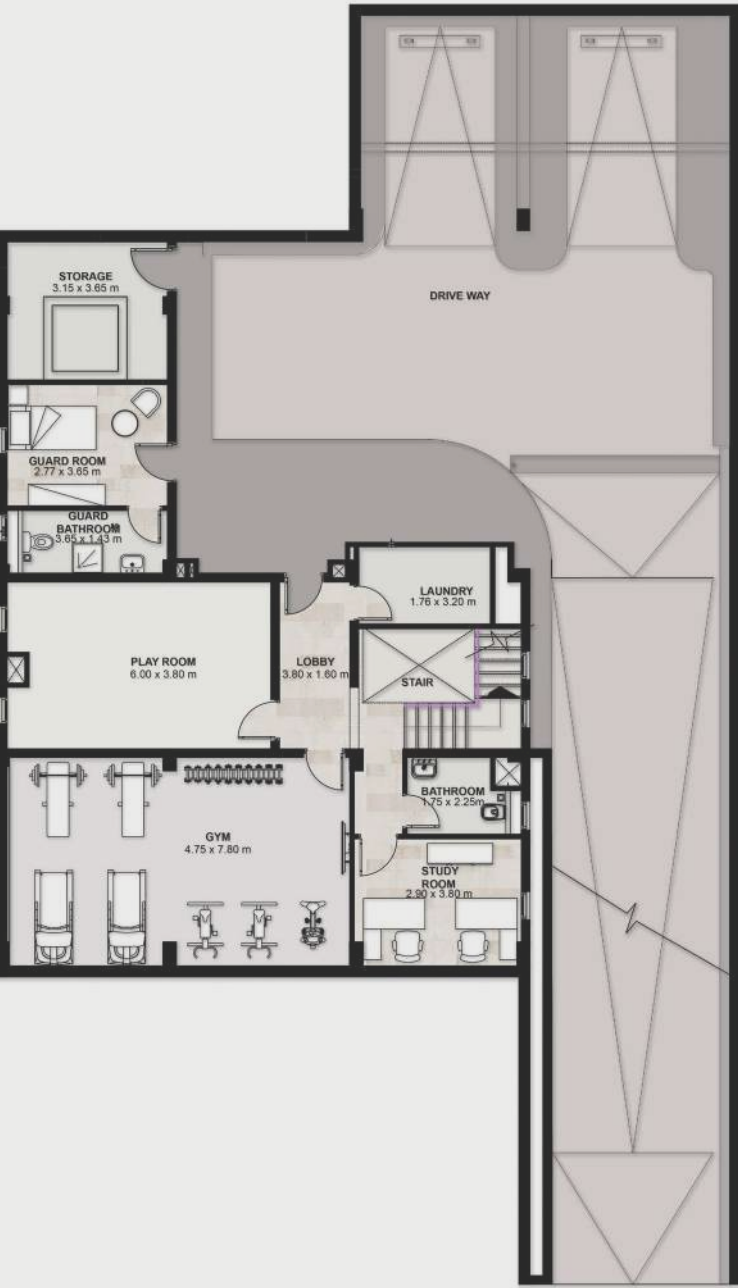 STORAGE
3.15 x 3.65 m
DRIVE WAY
GUARD ROOM
2.77 x 3.65 m
GUARD
BATHROOM
3.65 x 1.43 m
LAUNDRY
1.76 x 3.20 m
PLAY ROOM
6.00 x 3.80 m
LOBBY
3.80 x 1.60 m
STAIR
BATHROOM
1.75 x 2.25m
GYM
4.75 x 7.80 m
STUDY
ROOM
2.90 x 3.80 m